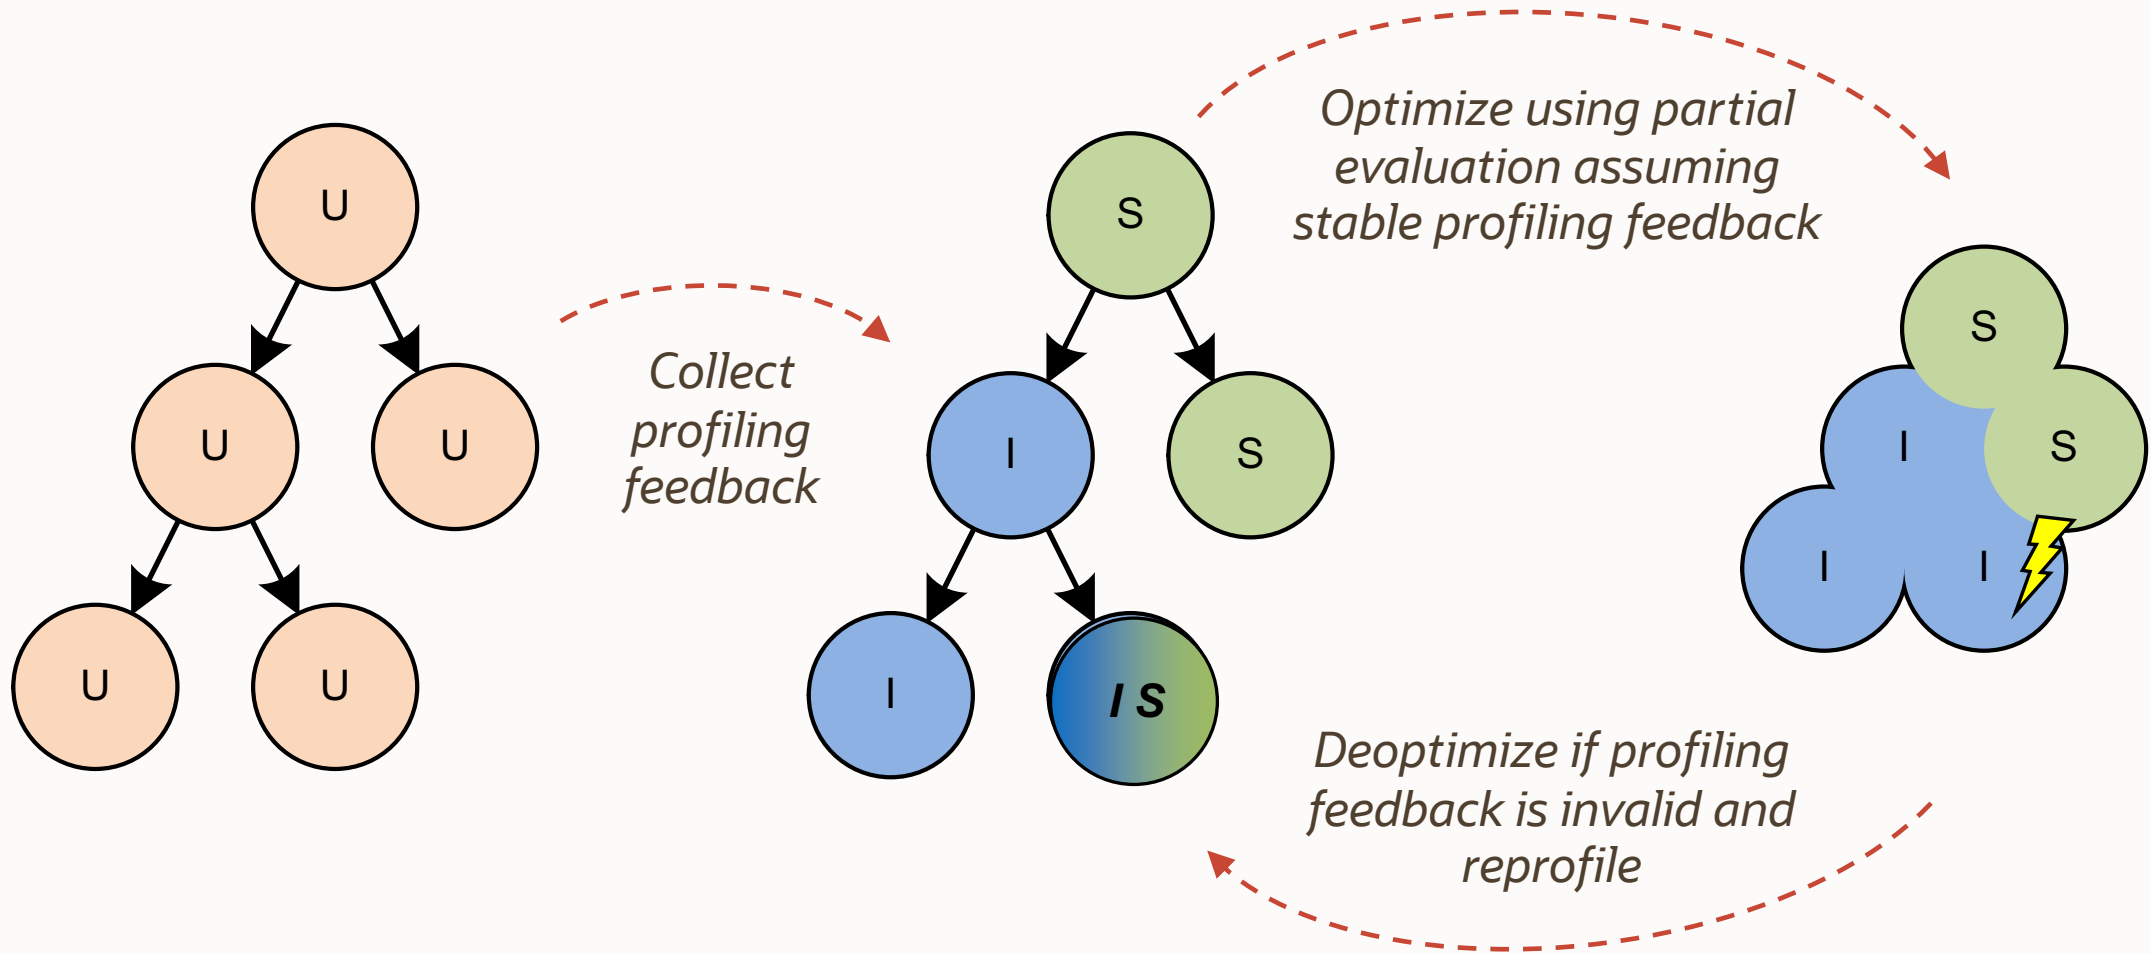 U
U
U
U
U
Collect
profiling
feedback
S
I
S
I
I S
Optimize using partial
evaluation assuming
stable profiling feedback
S
I
S
I
I
Deoptimize if profiling
feedback is invalid and
reprofile